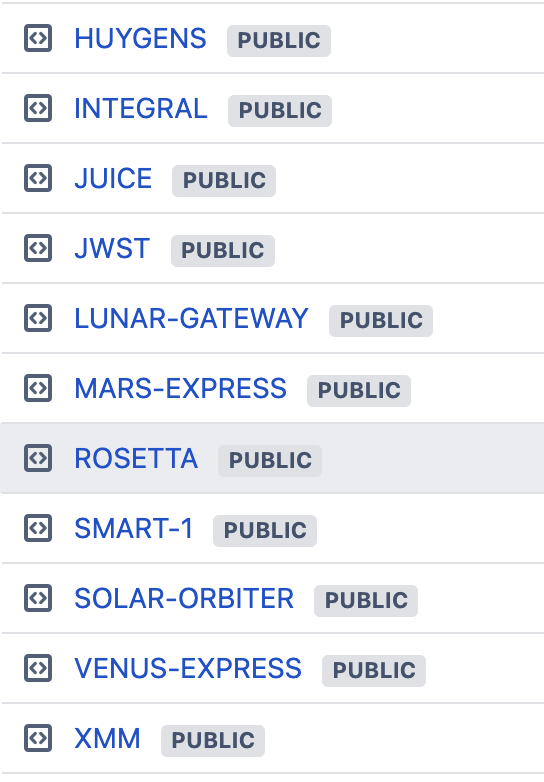 HUYGENS PUBLIC
INTEGRAL PUBLIC
JUICE PUBLIC
JWST PUBLIC
LUNAR-GATEWAY PUBLIC
MARS-EXPRESS PUBLIC
ROSETTA PUBLIC
SMART-1 PUBLIC
SOLAR-ORBITER PUBLIC
VENUS-EXPRESS PUBLIC
XMM PUBLIC